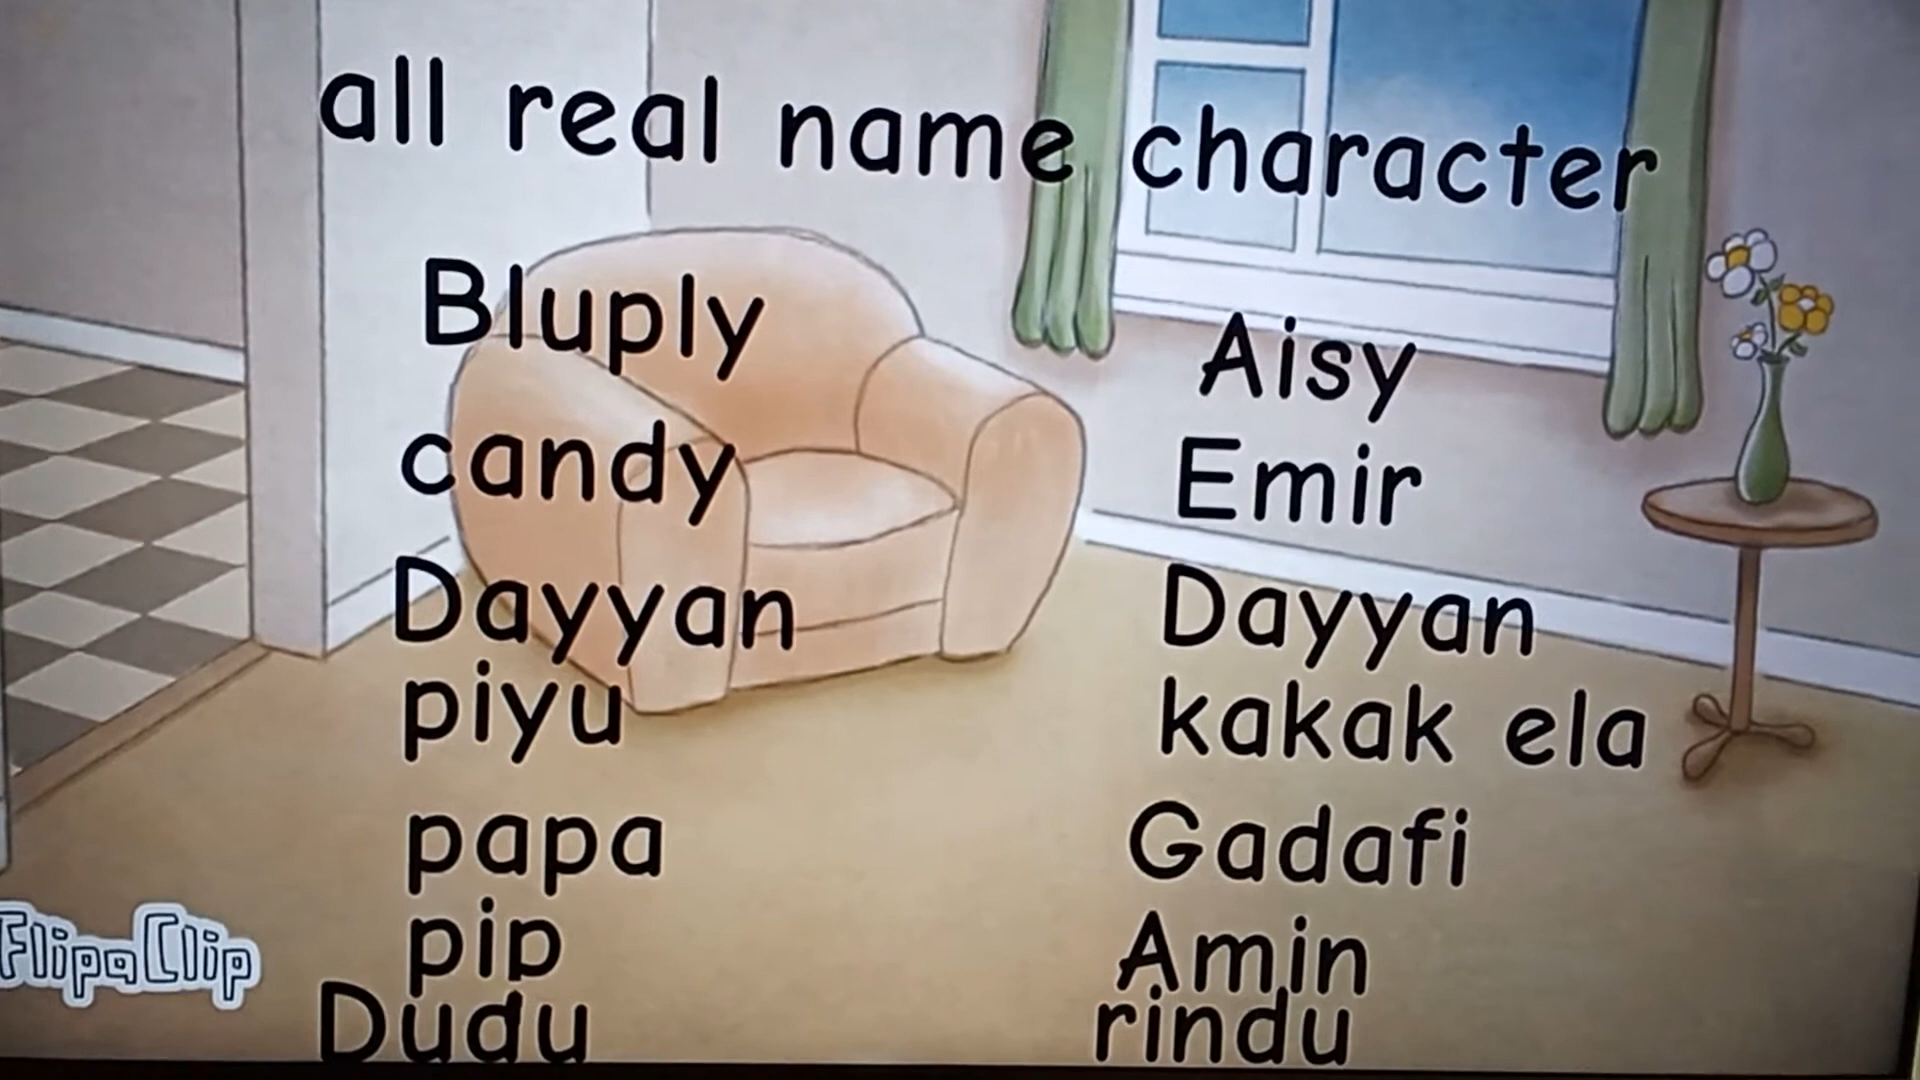 all real name character
Bluply Aisy
candy Emir
Dayyan Dayyan
piyu kakak ela
papa Gadafi
pip Amin
Dudu rindu
FlipaClip